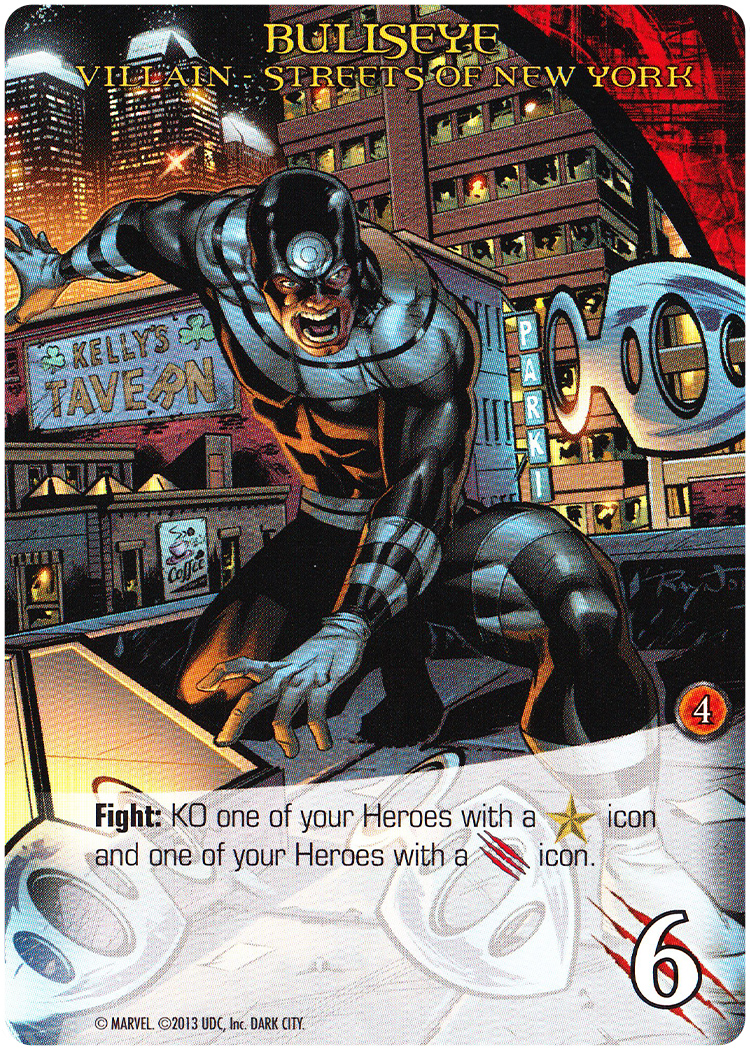 BULLSEYE
VILLAIN - STREETS OF NEW YORK
KELLY'S
TAVERN
PARKI
Coffee
4
Fight: KO one of your Heroes with a icon
and one of your Heroes with a icon.
6
© MARVEL. ©2013 UDC, Inc. DARK CITY.